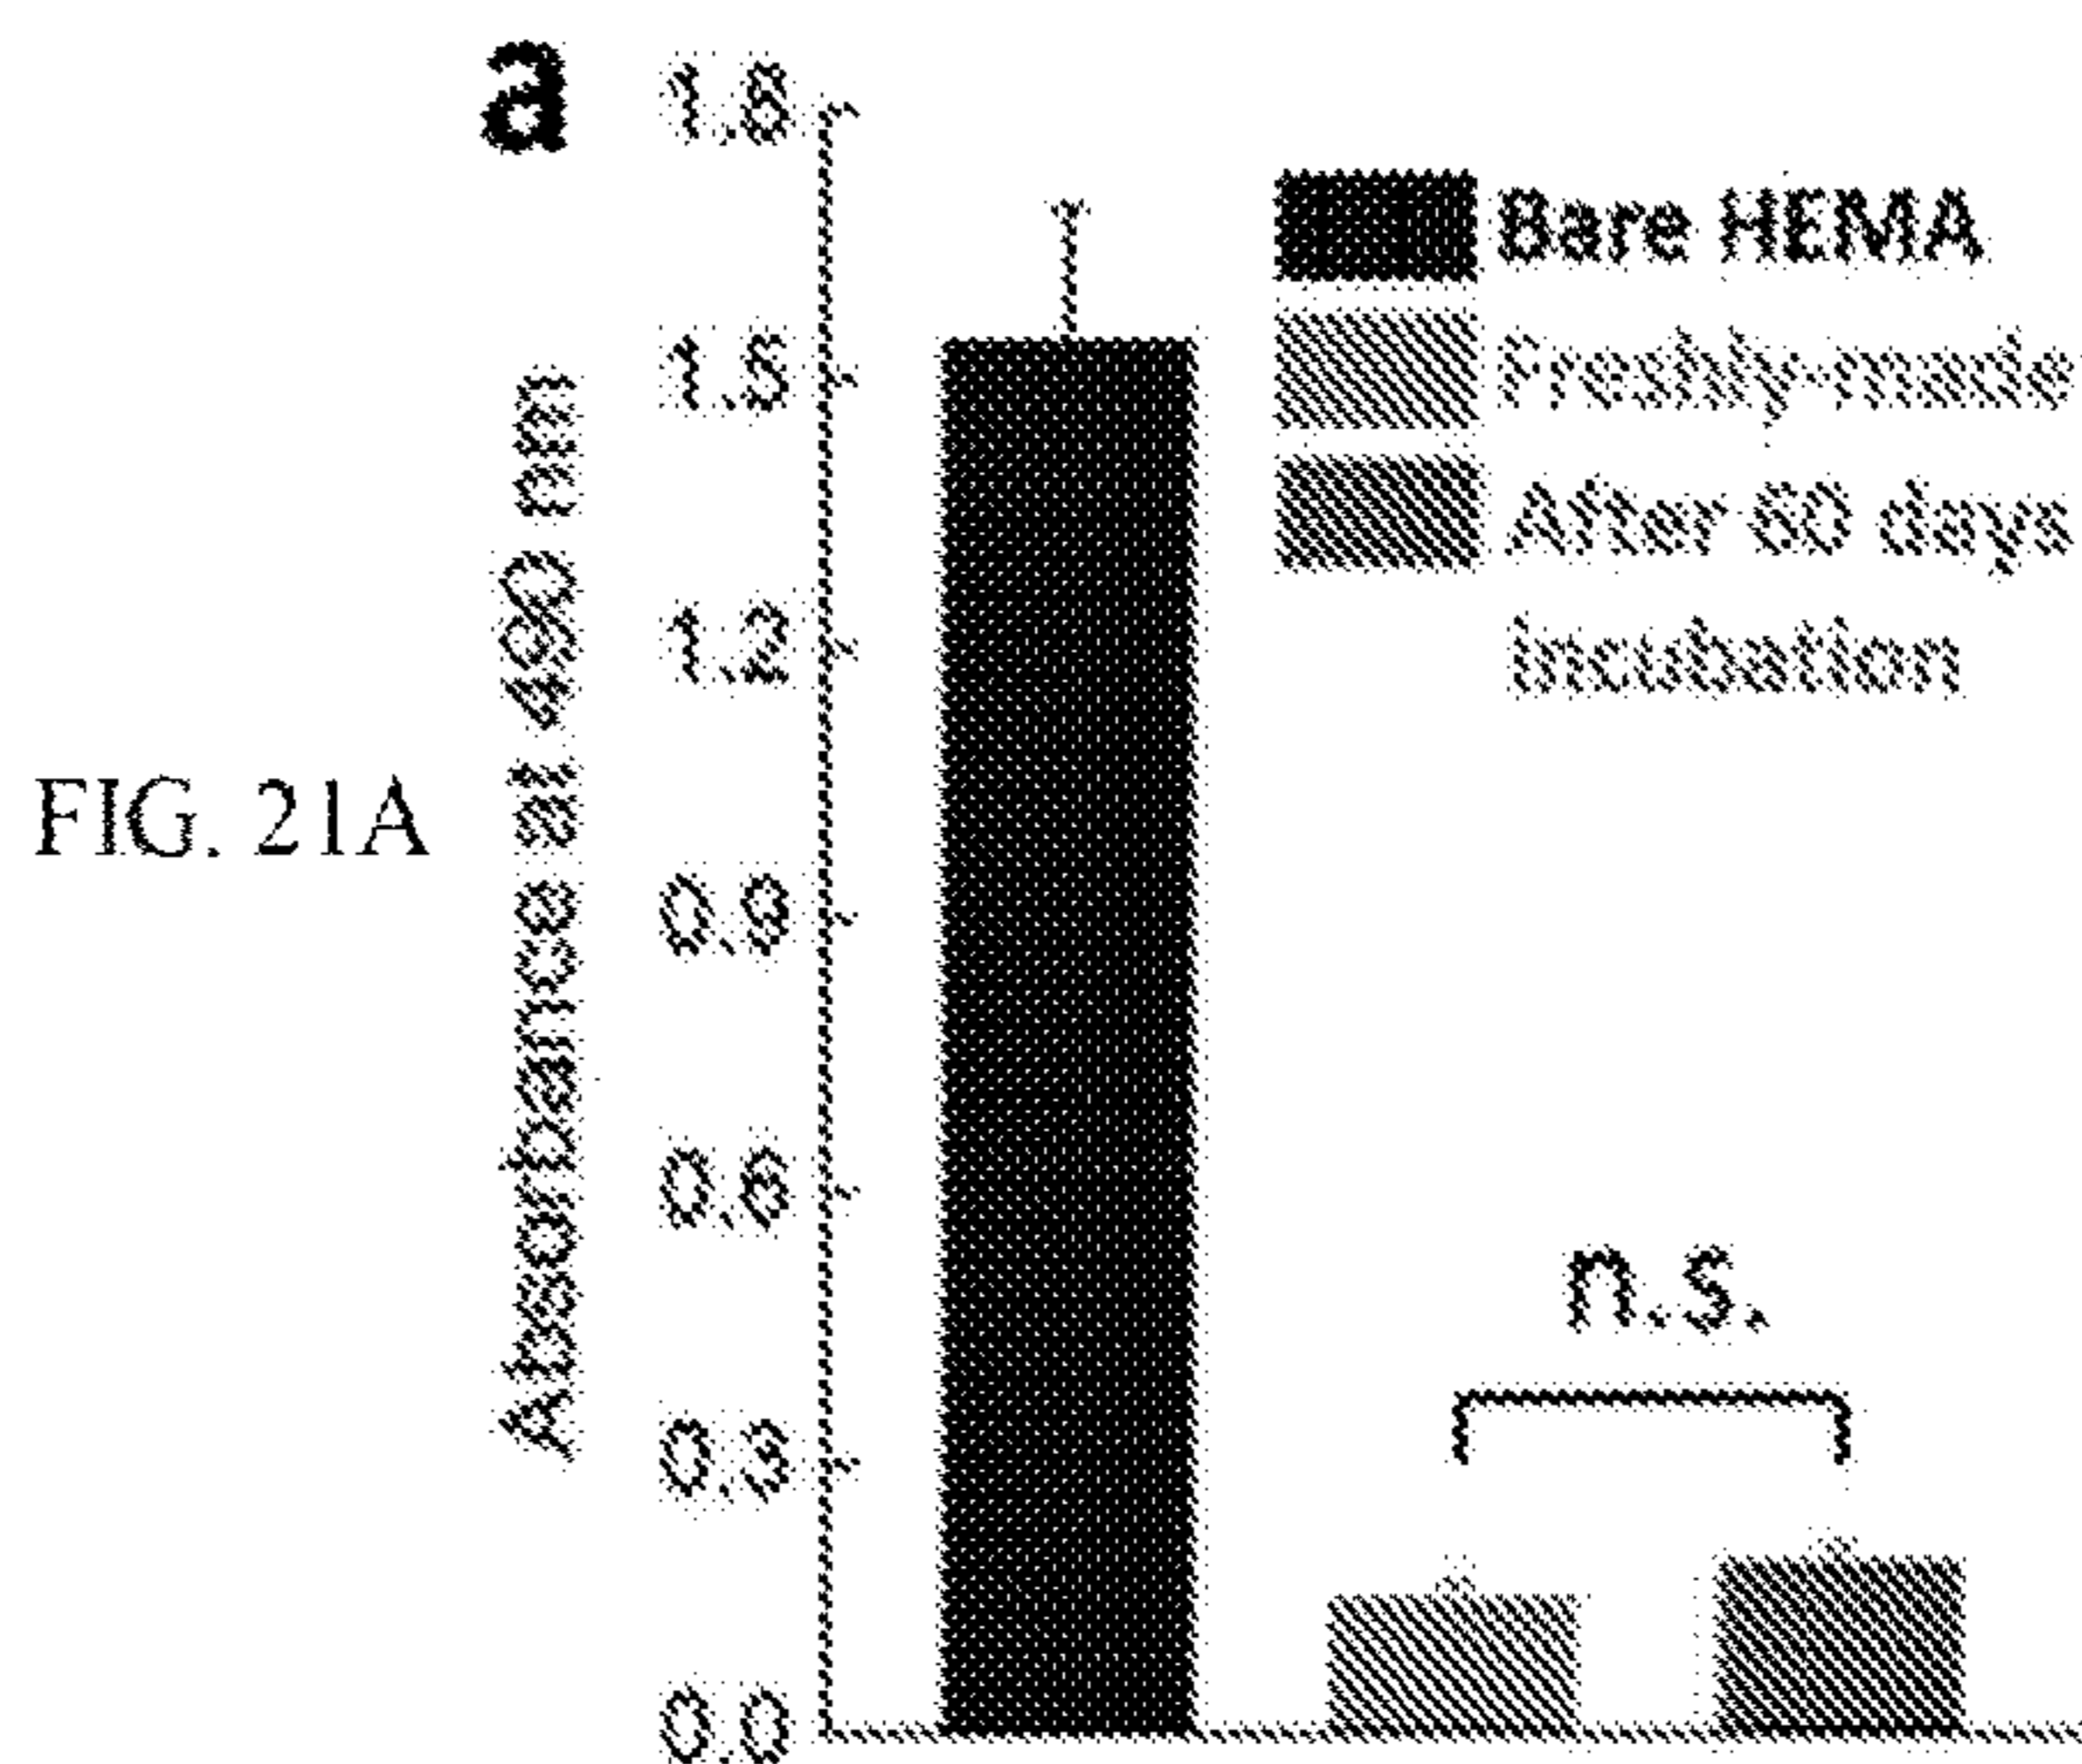 a
FIG. 21A
Absorbance at 490 nm
1.8
1.5
1.2
0.9
0.6
0.3
0.0
Bare HEMA
Freshly-made
After 60 days
incubation
n.s.